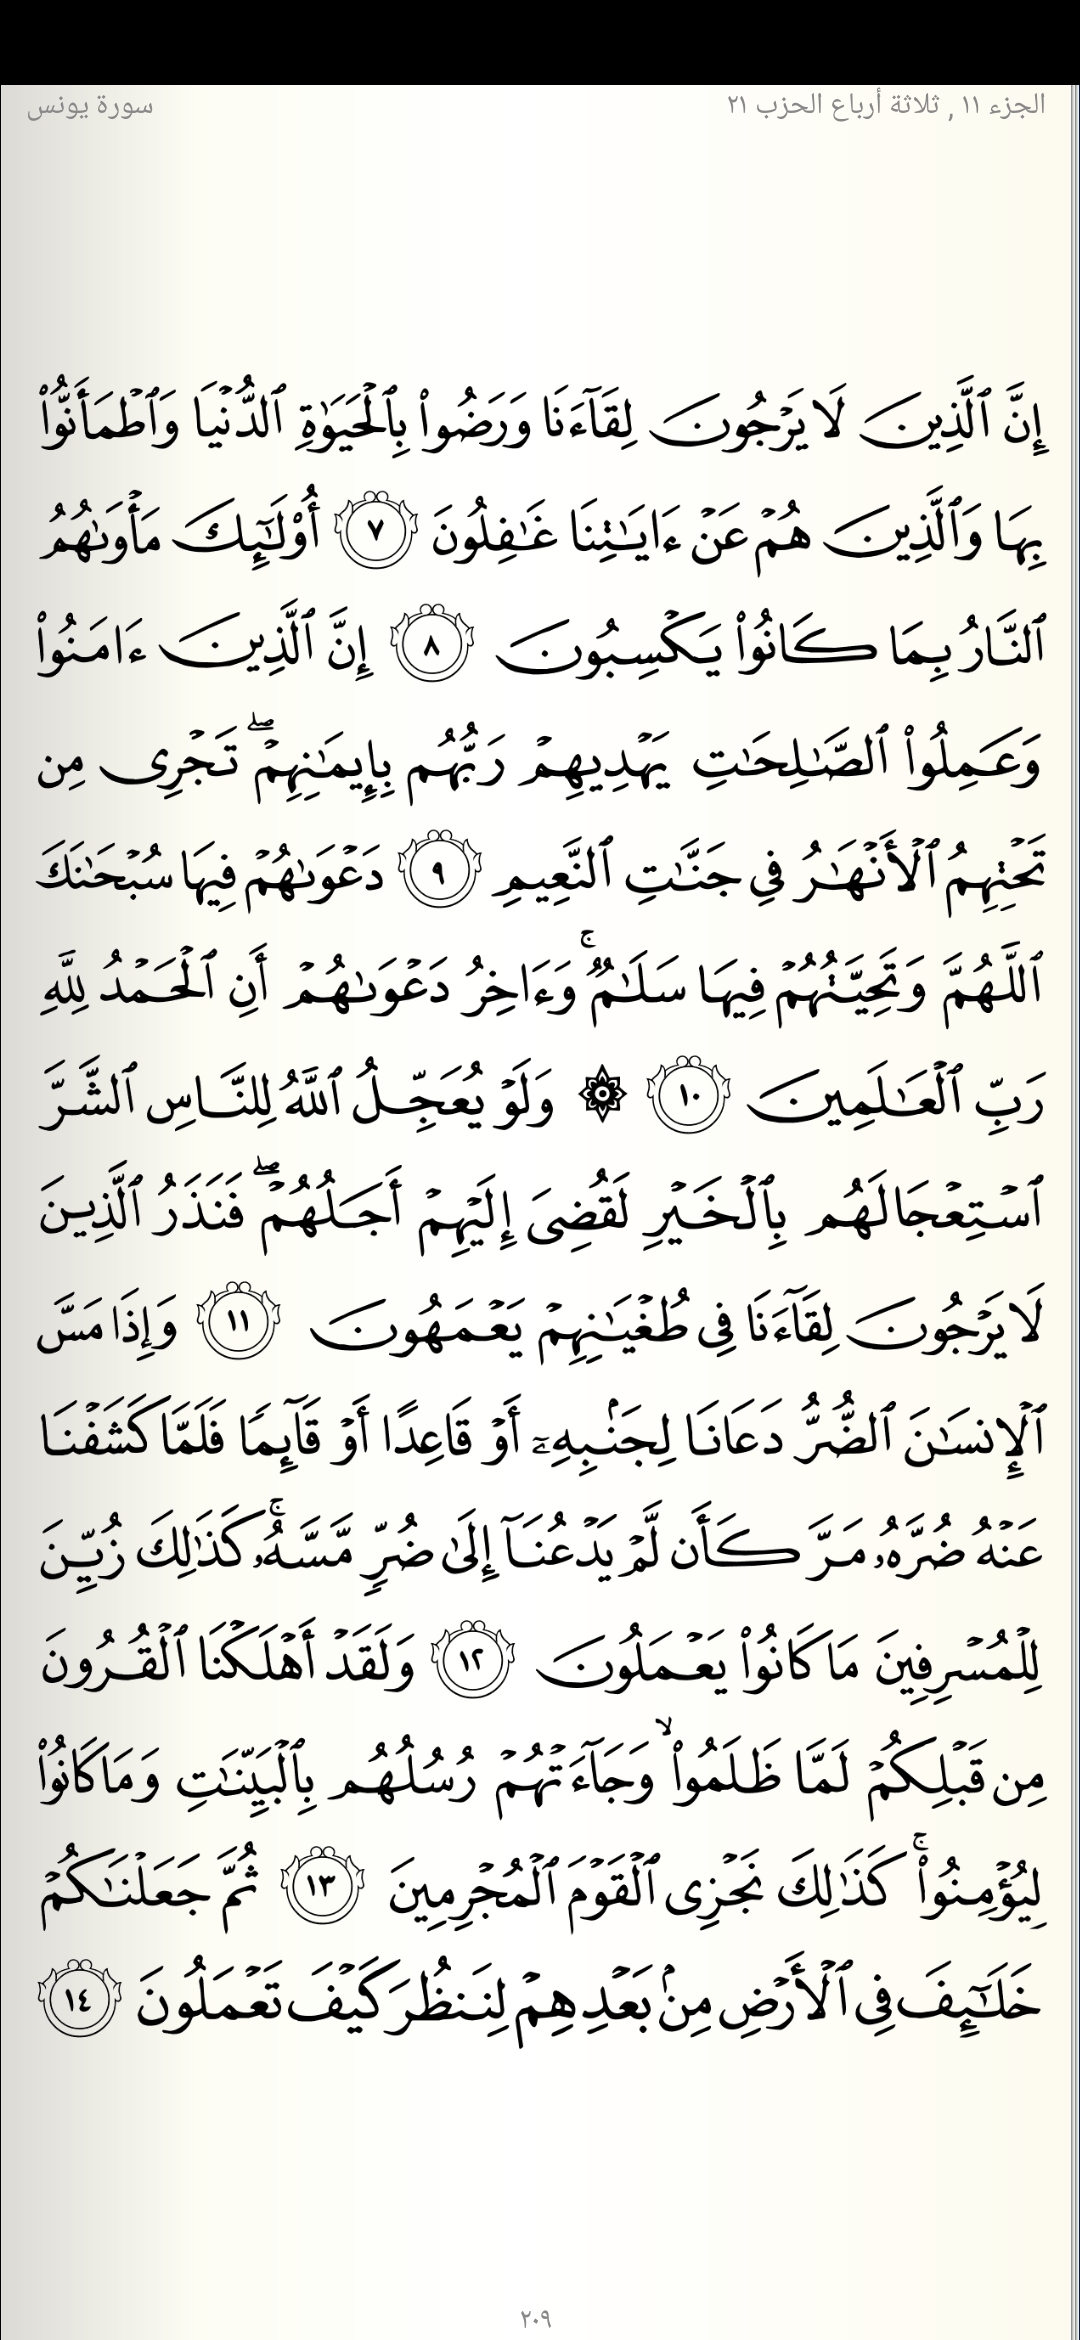 سورة يونس
الجزء ١١ , ثلاثة أرباع الحزب ٢١
إِنَّ ٱلَّذِينَ لَا يَرۡجُونَ لِقَآءَنَا وَرَضُواْ بِٱلۡحَيَوٰةِ ٱلدُّنۡيَا وَٱطۡمَأَنُّواْ
بِهَا وَٱلَّذِينَ هُمۡ عَنۡ ءَايَٰتِنَا غَٰفِلُونَ ٧ أُوْلَٰٓئِكَ مَأۡوَىٰهُمُ
ٱلنَّارُ بِمَا كَانُواْ يَكۡسِبُونَ ٨ إِنَّ ٱلَّذِينَ ءَامَنُواْ
وَعَمِلُواْ ٱلصَّٰلِحَٰتِ يَهۡدِيهِمۡ رَبُّهُم بِإِيمَٰنِهِمۡۖ تَجۡرِي مِن
تَحۡتِهِمُ ٱلۡأَنۡهَٰرُ فِي جَنَّٰتِ ٱلنَّعِيمِ ٩ دَعۡوَىٰهُمۡ فِيهَا سُبۡحَٰنَكَ
ٱللَّهُمَّ وَتَحِيَّتُهُمۡ فِيهَا سَلَٰمٞۚ وَءَاخِرُ دَعۡوَىٰهُمۡ أَنِ ٱلۡحَمۡدُ لِلَّهِ
رَبِّ ٱلۡعَٰلَمِينَ ١٠ ۞ وَلَوۡ يُعَجِّلُ ٱللَّهُ لِلنَّاسِ ٱلشَّرَّ
ٱسۡتِعۡجَالَهُم بِٱلۡخَيۡرِ لَقُضِيَ إِلَيۡهِمۡ أَجَلُهُمۡۖ فَنَذَرُ ٱلَّذِينَ
لَا يَرۡجُونَ لِقَآءَنَا فِي طُغۡيَٰنِهِمۡ يَعۡمَهُونَ ١١ وَإِذَا مَسَّ
ٱلۡإِنسَٰنَ ٱلضُّرُّ دَعَانَا لِجَنۢبِهِۦٓ أَوۡ قَاعِدًا أَوۡ قَآئِمٗا فَلَمَّا كَشَفۡنَا
عَنۡهُ ضُرَّهُۥ مَرَّ كَأَن لَّمۡ يَدۡعُنَآ إِلَىٰ ضُرّٖ مَّسَّهُۥۚ كَذَٰلِكَ زُيِّنَ
لِلۡمُسۡرِفِينَ مَا كَانُواْ يَعۡمَلُونَ ١٢ وَلَقَدۡ أَهۡلَكۡنَا ٱلۡقُرُونَ
مِن قَبۡلِكُمۡ لَمَّا ظَلَمُواْۙ وَجَآءَتۡهُمۡ رُسُلُهُم بِٱلۡبَيِّنَٰتِ وَمَا كَانُواْ
لِيُؤۡمِنُواْۚ كَذَٰلِكَ نَجۡزِي ٱلۡقَوۡمَ ٱلۡمُجۡرِمِينَ ١٣ ثُمَّ جَعَلۡنَٰكُمۡ
خَلَٰٓئِفَ فِي ٱلۡأَرۡضِ مِنۢ بَعۡدِهِمۡ لِنَنظُرَ كَيۡفَ تَعۡمَلُونَ ١٤
٢٠٩